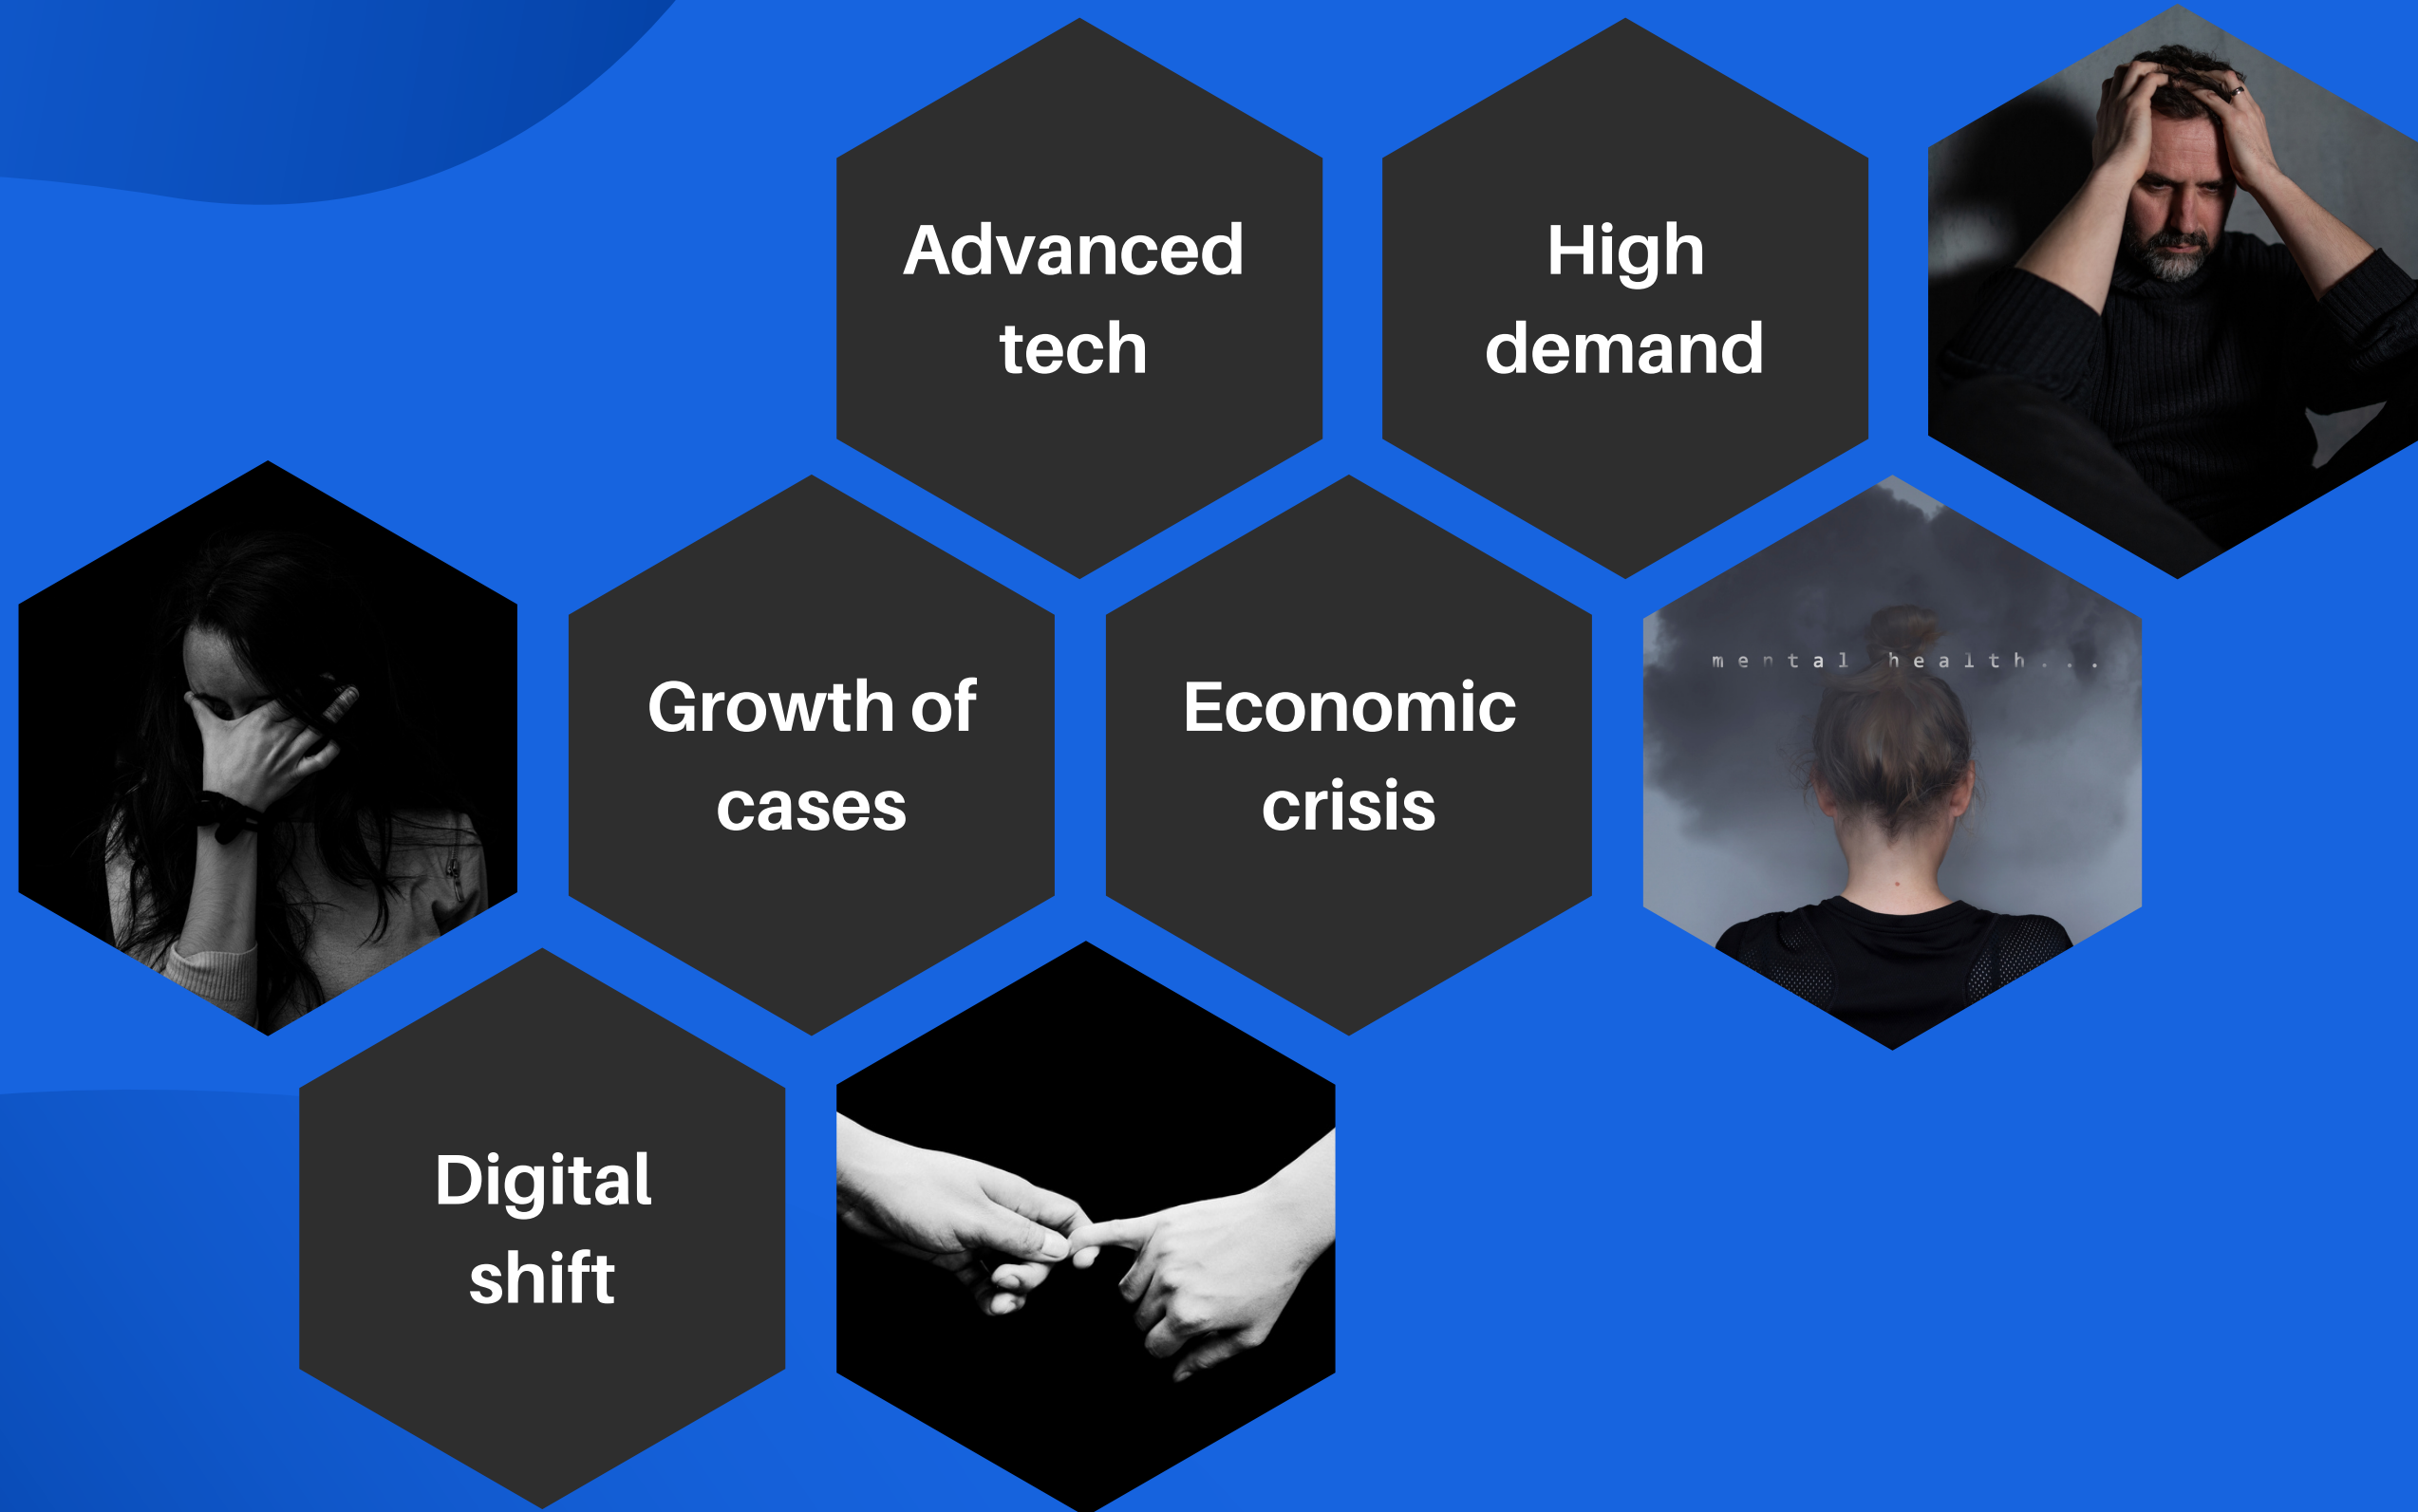 Advanced
tech
High
demand
Growth of
cases
Economic
crisis
mental health...
Digital
shift